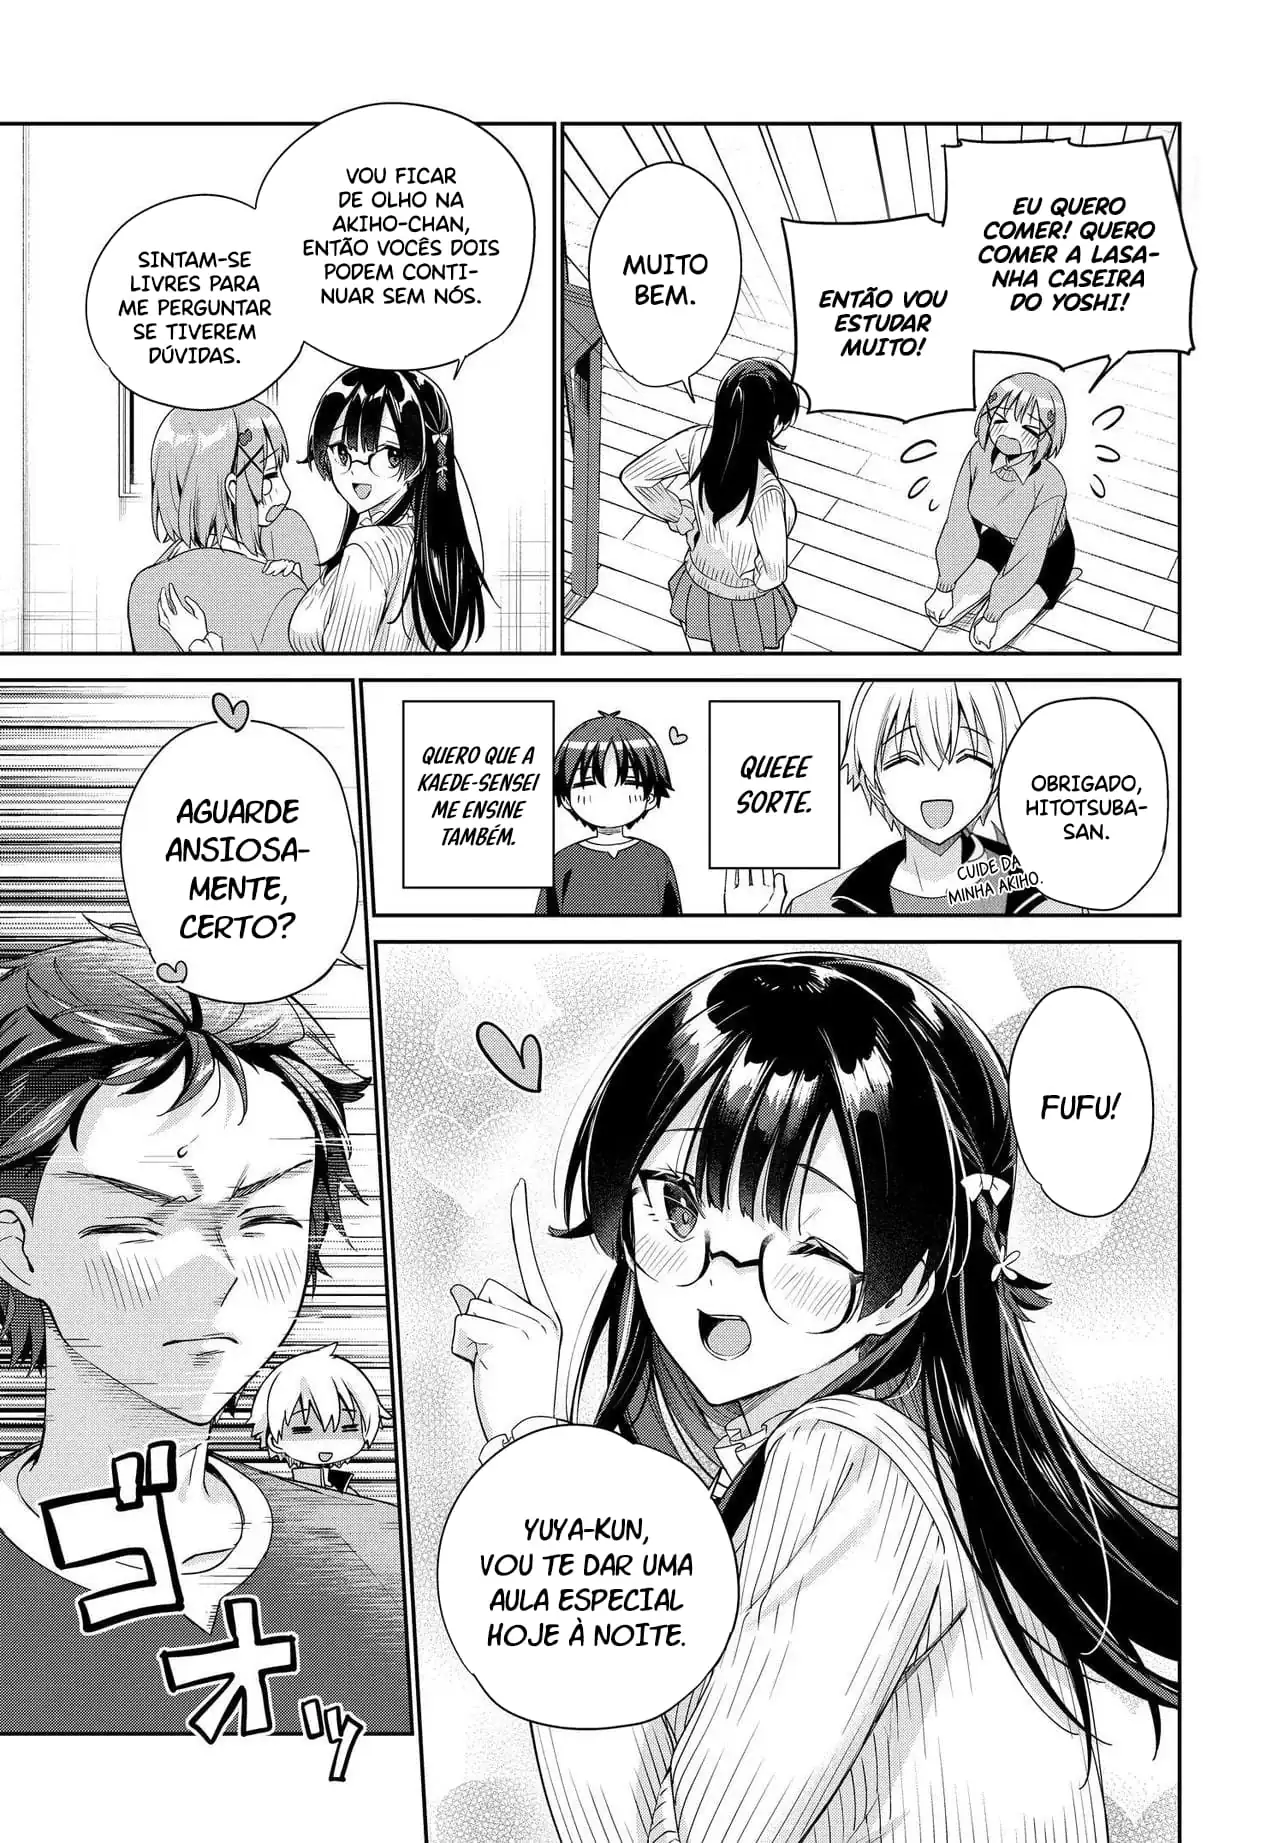 EU QUERO
COMER! QUERO
COMER A LASA-
NHA CASEIRA
DO YOSHI!
ENTÃO VOU
ESTUDAR
MUITO!
MUITO
BEM.
VOU FICAR
DE OLHO NA
AKIHO-CHAN,
ENTÃO VOCÊS DOIS
PODEM CONTI-
NUAR SEM NÓS.
SINTAM-SE
LIVRES PARA
ME PERGUNTAR
SE TIVEREM
DÚVIDAS.
OBRIGADO,
HITOTSUBA-
SAN.
CUIDE DA
MINHA AKIHO.
QUEEE
SORTE.
QUERO QUE A
KAEDE-SENSEI
ME ENSINE
TAMBÉM.
FUFU!
YUYA-KUN,
VOU TE DAR UMA
AULA ESPECIAL
HOJE À NOITE.
AGUARDE
ANSIOSA-
MENTE,
CERTO?
ゴオッ